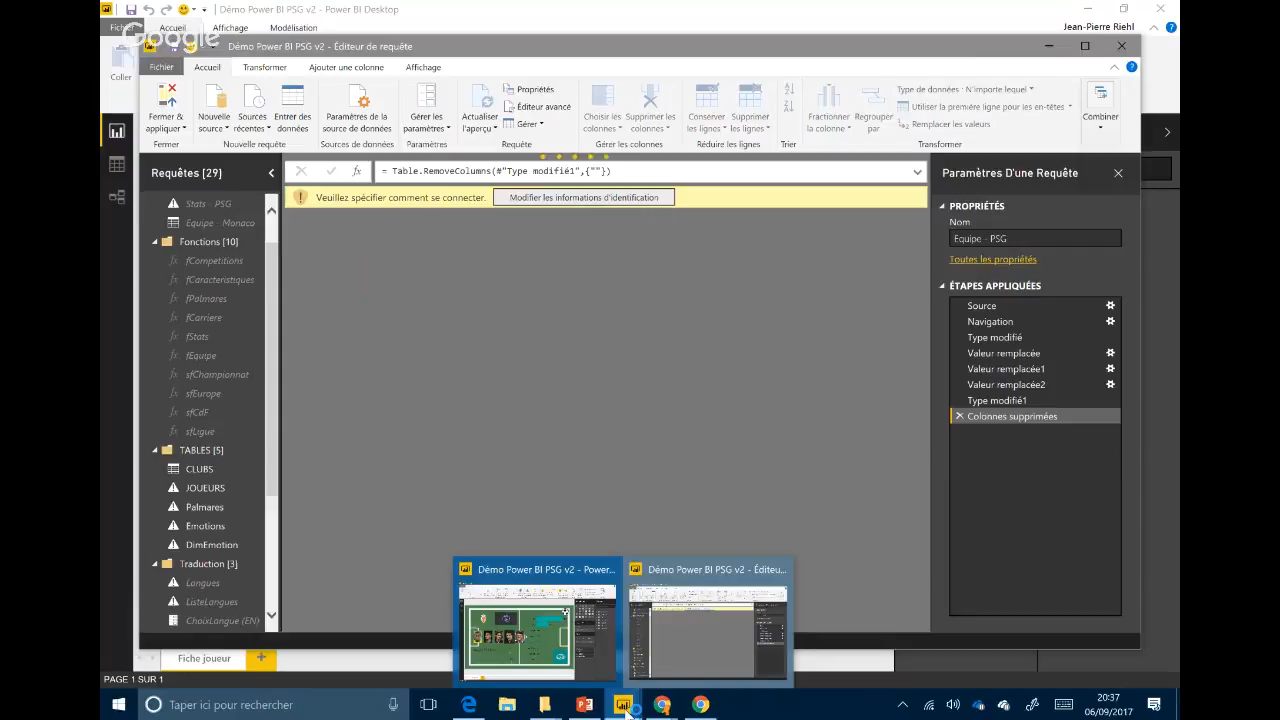 Démo Power BI PSG v2 - Power BI Desktop
Fichier Accueil Affichage Modélisation
Jean-Pierre Riehl
Google
Démo Power BI PSG v2 - Éditeur de requête
Coller
Fichier Accueil Transformer Ajouter une colonne Affichage
Fermer & appliquer
Nouvelle source
Sources récentes
Entrer des données
Paramètres de la source de données
Gérer les paramètres
Actualiser l'aperçu
Propriétés
Éditeur avancé
Gérer
Choisir les colonnes
Supprimer les colonnes
Conserver les lignes
Supprimer les lignes
Fractionner la colonne
Regrouper par
Type de données : N'importe lequel
Utiliser la première ligne pour les en-têtes
Remplacer les valeurs
Combiner
Fermer
Nouvelle requête
Sources de données
Paramètres
Requête
Gérer les colonnes
Réduire les lignes
Trier
Transformer
Requêtes [29]
Stats - PSG
Equipe - Monaco
Fonctions [10]
fCompetitions
fCaracteristiques
fPalmares
fCarriere
fStats
fEquipe
sfChampionnat
sfEurope
sfCdF
sfLigue
TABLES [5]
CLUBS
JOUEURS
Palmares
Emotions
DimEmotion
Traduction [3]
Langues
ListeLangues
ChoixLangue (EN)
fx = Table.RemoveColumns(#"Type modifié1",{""})
Veuillez spécifier comment se connecter. Modifier les informations d'identification
Paramètres D'une Requête
PROPRIÉTÉS
Nom
Equipe - PSG
Toutes les propriétés
ÉTAPES APPLIQUÉES
Source
Navigation
Type modifié
Valeur remplacée
Valeur remplacée1
Valeur remplacée2
Type modifié1
Colonnes supprimées
Démo Power BI PSG v2 - Power...
Démo Power BI PSG v2 - Éditeu...
Fiche joueur
PAGE 1 SUR 1
Taper ici pour rechercher
20:37
06/09/2017